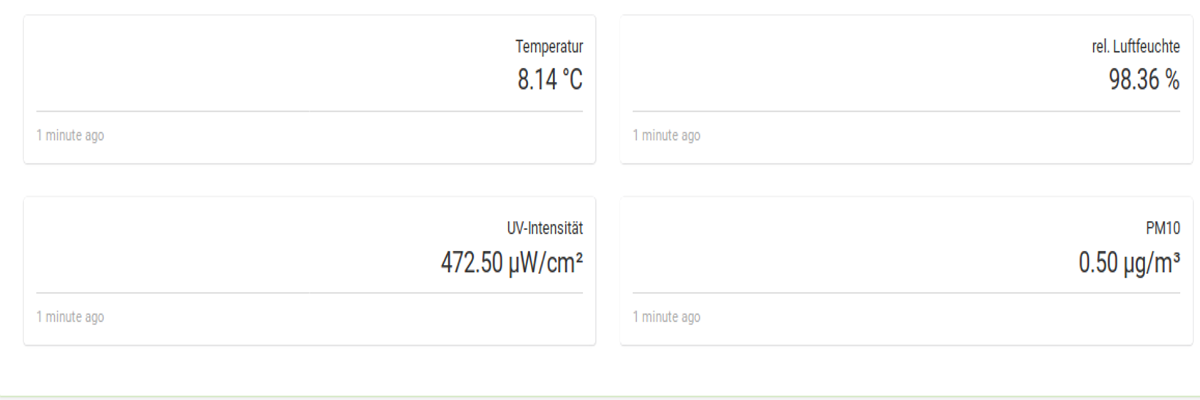 Temperatur
8.14 °C
1 minute ago
rel. Luftfeuchte
98.36 %
1 minute ago
UV-Intensität
472.50 µW/cm²
1 minute ago
PM10
0.50 µg/m³
1 minute ago